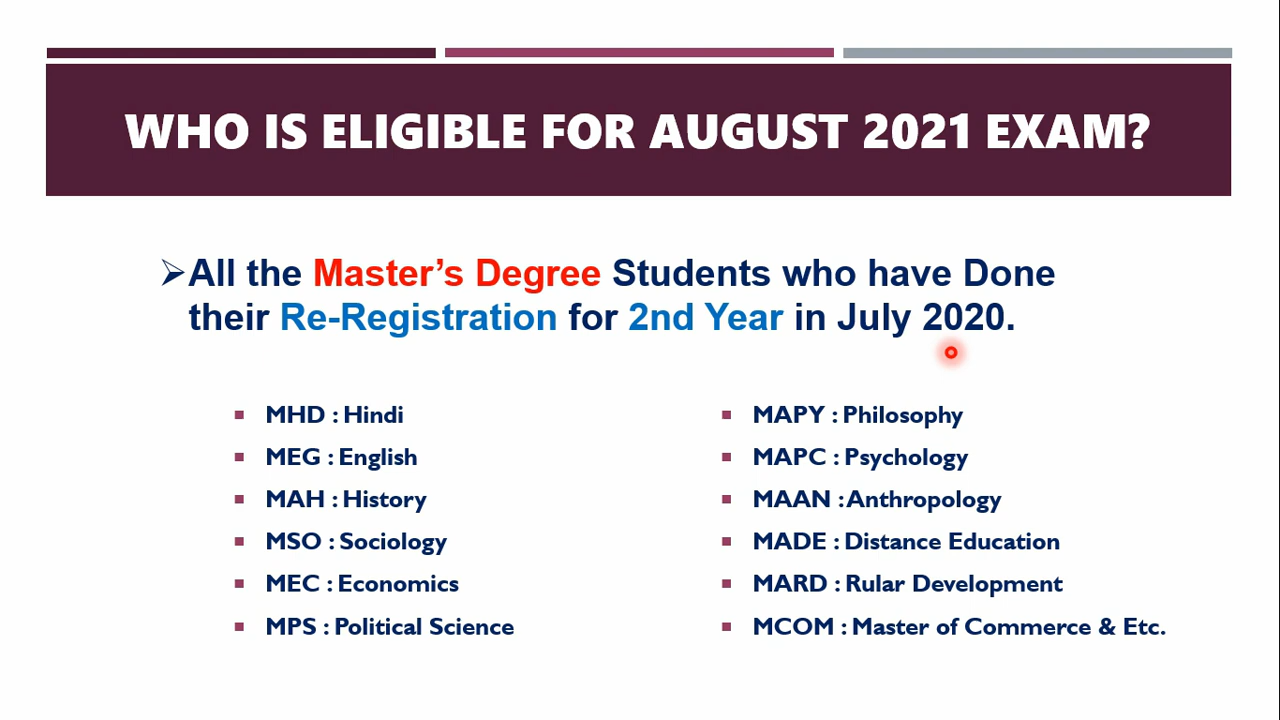 WHO IS ELIGIBLE FOR AUGUST 2021 EXAM?
All the Master's Degree Students who have Done
their Re-Registration for 2nd Year in July 2020.
MHD : Hindi
MEG : English
MAH : History
MSO : Sociology
MEC : Economics
MPS : Political Science
MAPY : Philosophy
MAPC : Psychology
MAAN : Anthropology
MADE : Distance Education
MARD : Rular Development
MCOM : Master of Commerce & Etc.